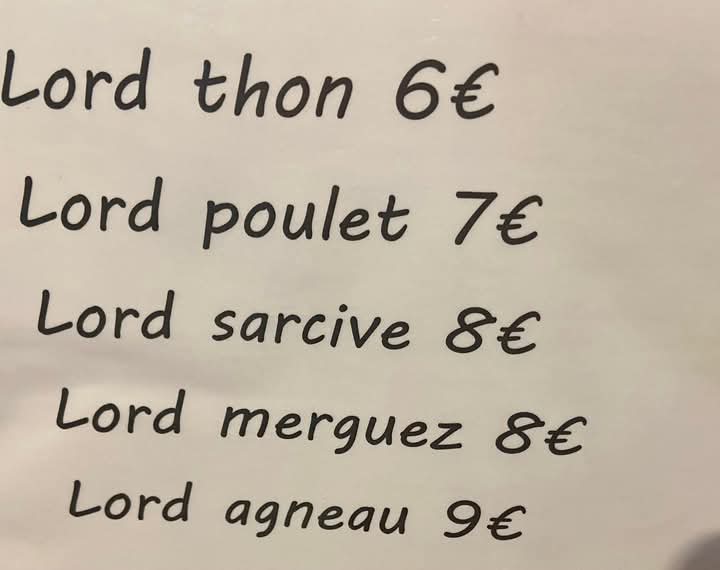 Lord thon 6€
Lord poulet 7€
Lord sarcive 8€
Lord merguez 8€
Lord agneau 9€